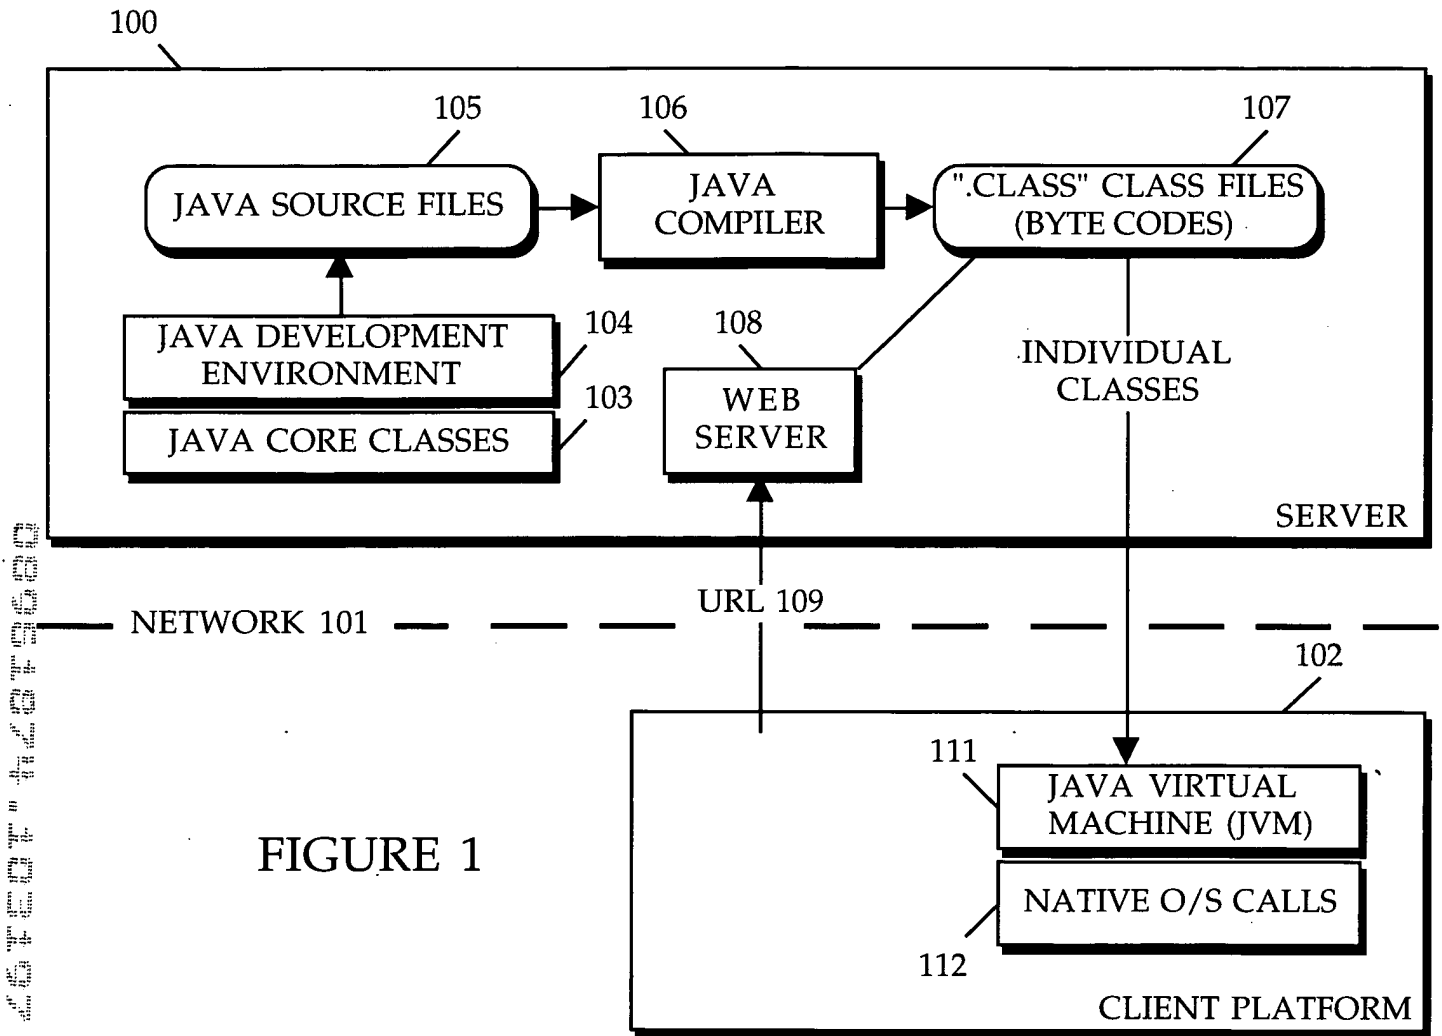 100
105
106
107
JAVA SOURCE FILES
JAVA
COMPILER
".CLASS" CLASS FILES
(BYTE CODES)
JAVA DEVELOPMENT
ENVIRONMENT
104
108
INDIVIDUAL
CLASSES
WEB
SERVER
103
JAVA CORE CLASSES
SERVER
URL 109
NETWORK 101
102
111
JAVA VIRTUAL
MACHINE (JVM)
FIGURE 1
NATIVE O/S CALLS
112
CLIENT PLATFORM